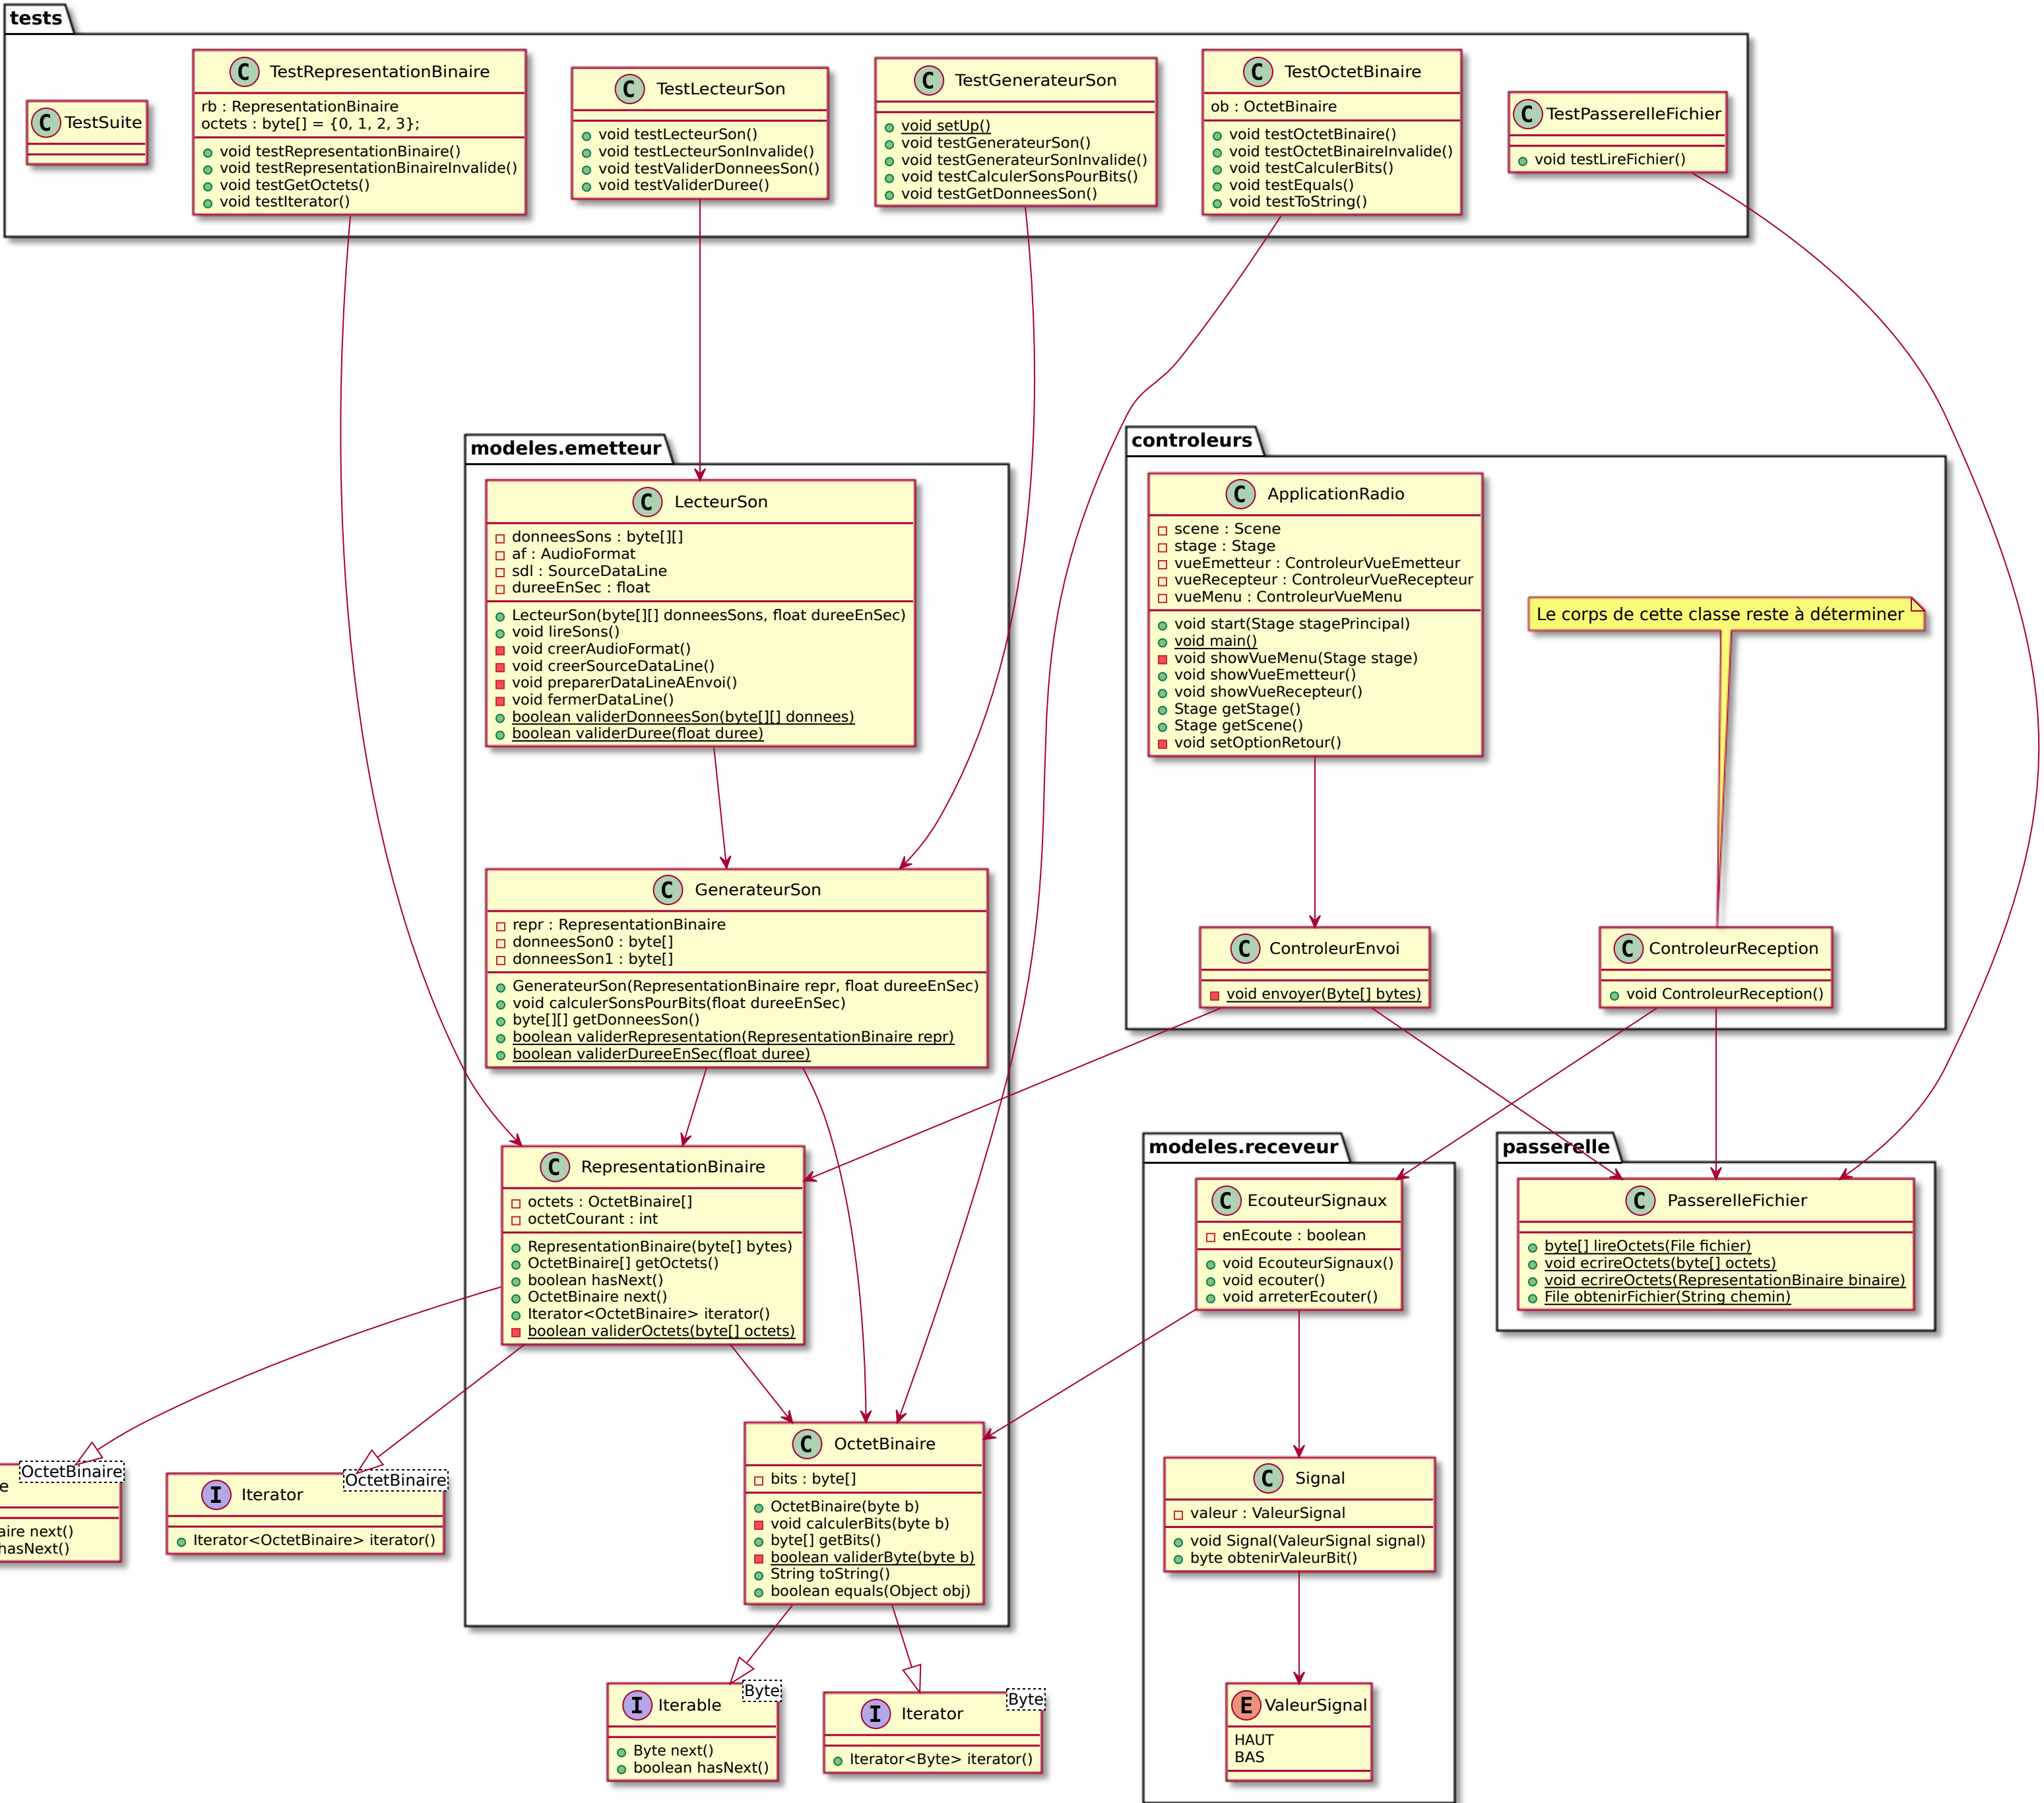 tests
TestSuite
TestRepresentationBinaire
rb : RepresentationBinaire
octets : byte[] = {0, 1, 2, 3};
void testRepresentationBinaire()
void testRepresentationBinaireInvalide()
void testGetOctets()
void testIterator()
TestLecteurSon
void testLecteurSon()
void testLecteurSonInvalide()
void testValiderDonneesSon()
void testValiderDuree()
TestGenerateurSon
void setUp()
void testGenerateurSon()
void testGenerateurSonInvalide()
void testCalculerSonsPourBits()
void testGetDonneesSon()
TestOctetBinaire
ob : OctetBinaire
void testOctetBinaire()
void testOctetBinaireInvalide()
void testCalculerBits()
void testEquals()
void testToString()
TestPasserelleFichier
void testLireFichier()
modeles.emetteur
LecteurSon
donneesSons : byte[][]
af : AudioFormat
sdl : SourceDataLine
dureeEnSec : float
LecteurSon(byte[][] donneesSons, float dureeEnSec)
void lireSons()
void creerAudioFormat()
void creerSourceDataLine()
void preparerDataLineAEnvoi()
void fermerDataLine()
boolean validerDonneesSon(byte[][] donnees)
boolean validerDuree(float duree)
controleurs
ApplicationRadio
scene : Scene
stage : Stage
vueEmetteur : ControleurVueEmetteur
vueRecepteur : ControleurVueRecepteur
vueMenu : ControleurVueMenu
void start(Stage stagePrincipal)
void main()
void showVueMenu(Stage stage)
void showVueEmetteur()
void showVueRecepteur()
Stage getStage()
Stage getScene()
void setOptionRetour()
Le corps de cette classe reste à déterminer
GenerateurSon
repr : RepresentationBinaire
donneesSon0 : byte[]
donneesSon1 : byte[]
GenerateurSon(RepresentationBinaire repr, float dureeEnSec)
void calculerSonsPourBits(float dureeEnSec)
byte[][] getDonneesSon()
boolean validerRepresentation(RepresentationBinaire repr)
boolean validerDureeEnSec(float duree)
ControleurEnvoi
void envoyer(Byte[] bytes)
ControleurReception
void ControleurReception()
RepresentationBinaire
octets : OctetBinaire[]
octetCourant : int
RepresentationBinaire(byte[] bytes)
OctetBinaire[] getOctets()
boolean hasNext()
OctetBinaire next()
Iterator<OctetBinaire> iterator()
boolean validerOctets(byte[] octets)
modeles.receveur
EcouteurSignaux
enEcoute : boolean
void EcouteurSignaux()
void ecouter()
void arreterEcouter()
passerelle
PasserelleFichier
byte[] lireOctets(File fichier)
void ecrireOctets(byte[] octets)
void ecrireOctets(RepresentationBinaire binaire)
File obtenirFichier(String chemin)
OctetBinaire
e
aire next()
hasNext()
OctetBinaire
Iterator
Iterator<OctetBinaire> iterator()
OctetBinaire
bits : byte[]
OctetBinaire(byte b)
void calculerBits(byte b)
byte[] getBits()
boolean validerByte(byte b)
String toString()
boolean equals(Object obj)
Signal
valeur : ValeurSignal
void Signal(ValeurSignal signal)
byte obtenirValeurBit()
Byte
Iterable
Byte next()
boolean hasNext()
Byte
Iterator
Iterator<Byte> iterator()
ValeurSignal
HAUT
BAS